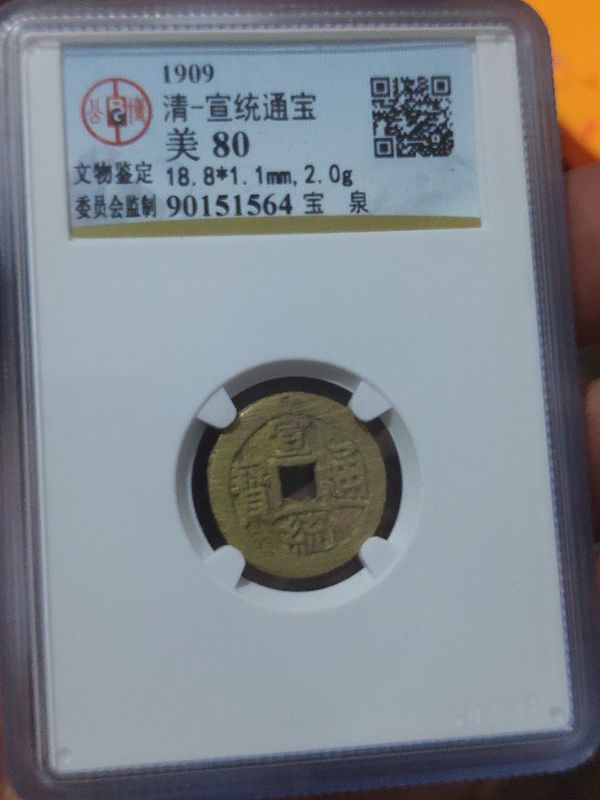 1909
清-宣统通宝
美 80
文物鉴定 18.8*1.1mm,2.0g
委员会监制 90151564 宝 泉
宣
寶 通
統